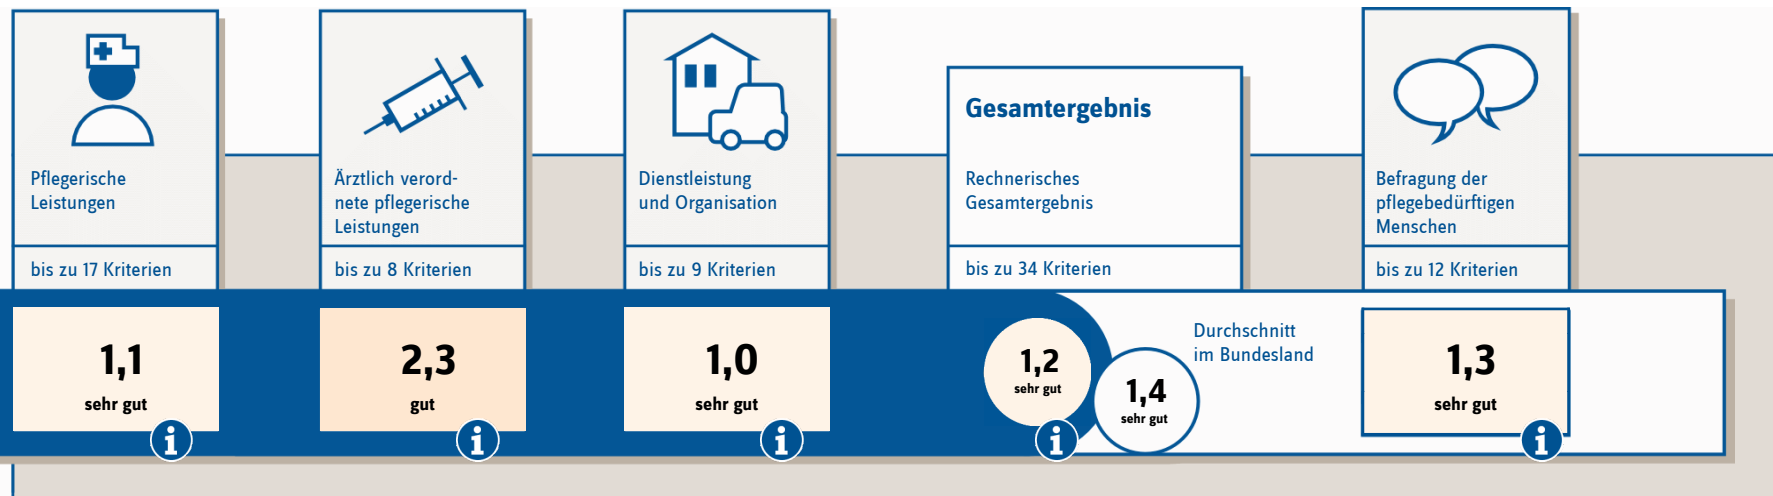 Pflegerische
Leistungen
bis zu 17 Kriterien
1,1
sehr gut
i
Ärztlich verord-
nete pflegerische
Leistungen
bis zu 8 Kriterien
2,3
gut
i
Dienstleistung
und Organisation
bis zu 9 Kriterien
1,0
sehr gut
i
Gesamtergebnis
Rechnerisches
Gesamtergebnis
bis zu 34 Kriterien
1,2
sehr gut
i
1,4
sehr gut
Durchschnitt
im Bundesland
Befragung der
pflegebedürftigen
Menschen
bis zu 12 Kriterien
1,3
sehr gut
i